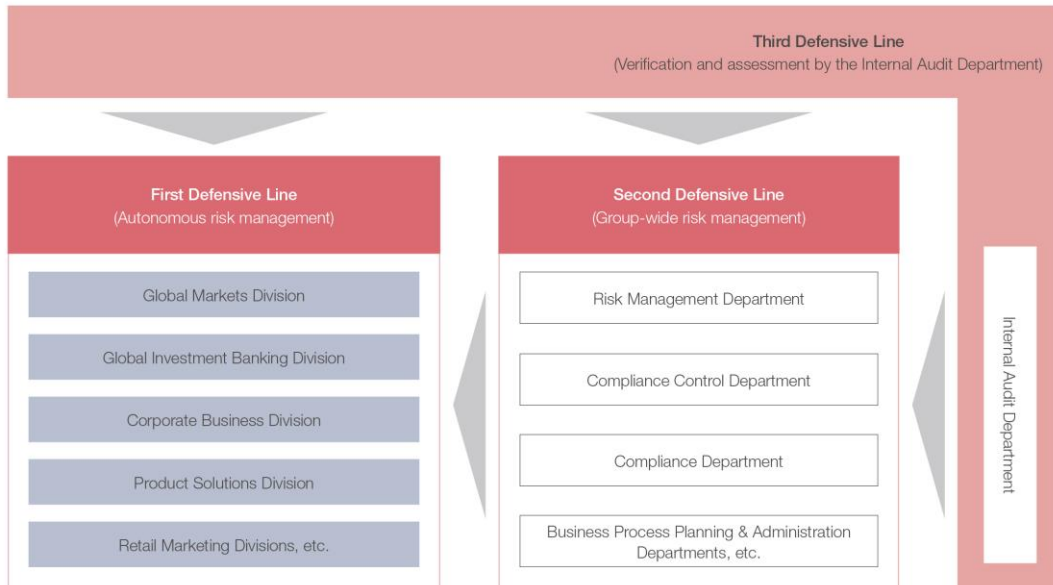 Third Defensive Line
(Verification and assessment by the Internal Audit Department)
First Defensive Line
(Autonomous risk management)
Global Markets Division
Global Investment Banking Division
Corporate Business Division
Product Solutions Division
Retail Marketing Divisions, etc.
Second Defensive Line
(Group-wide risk management)
Risk Management Department
Compliance Control Department
Compliance Department
Business Process Planning & Administration
Departments, etc.
Internal Audit Department